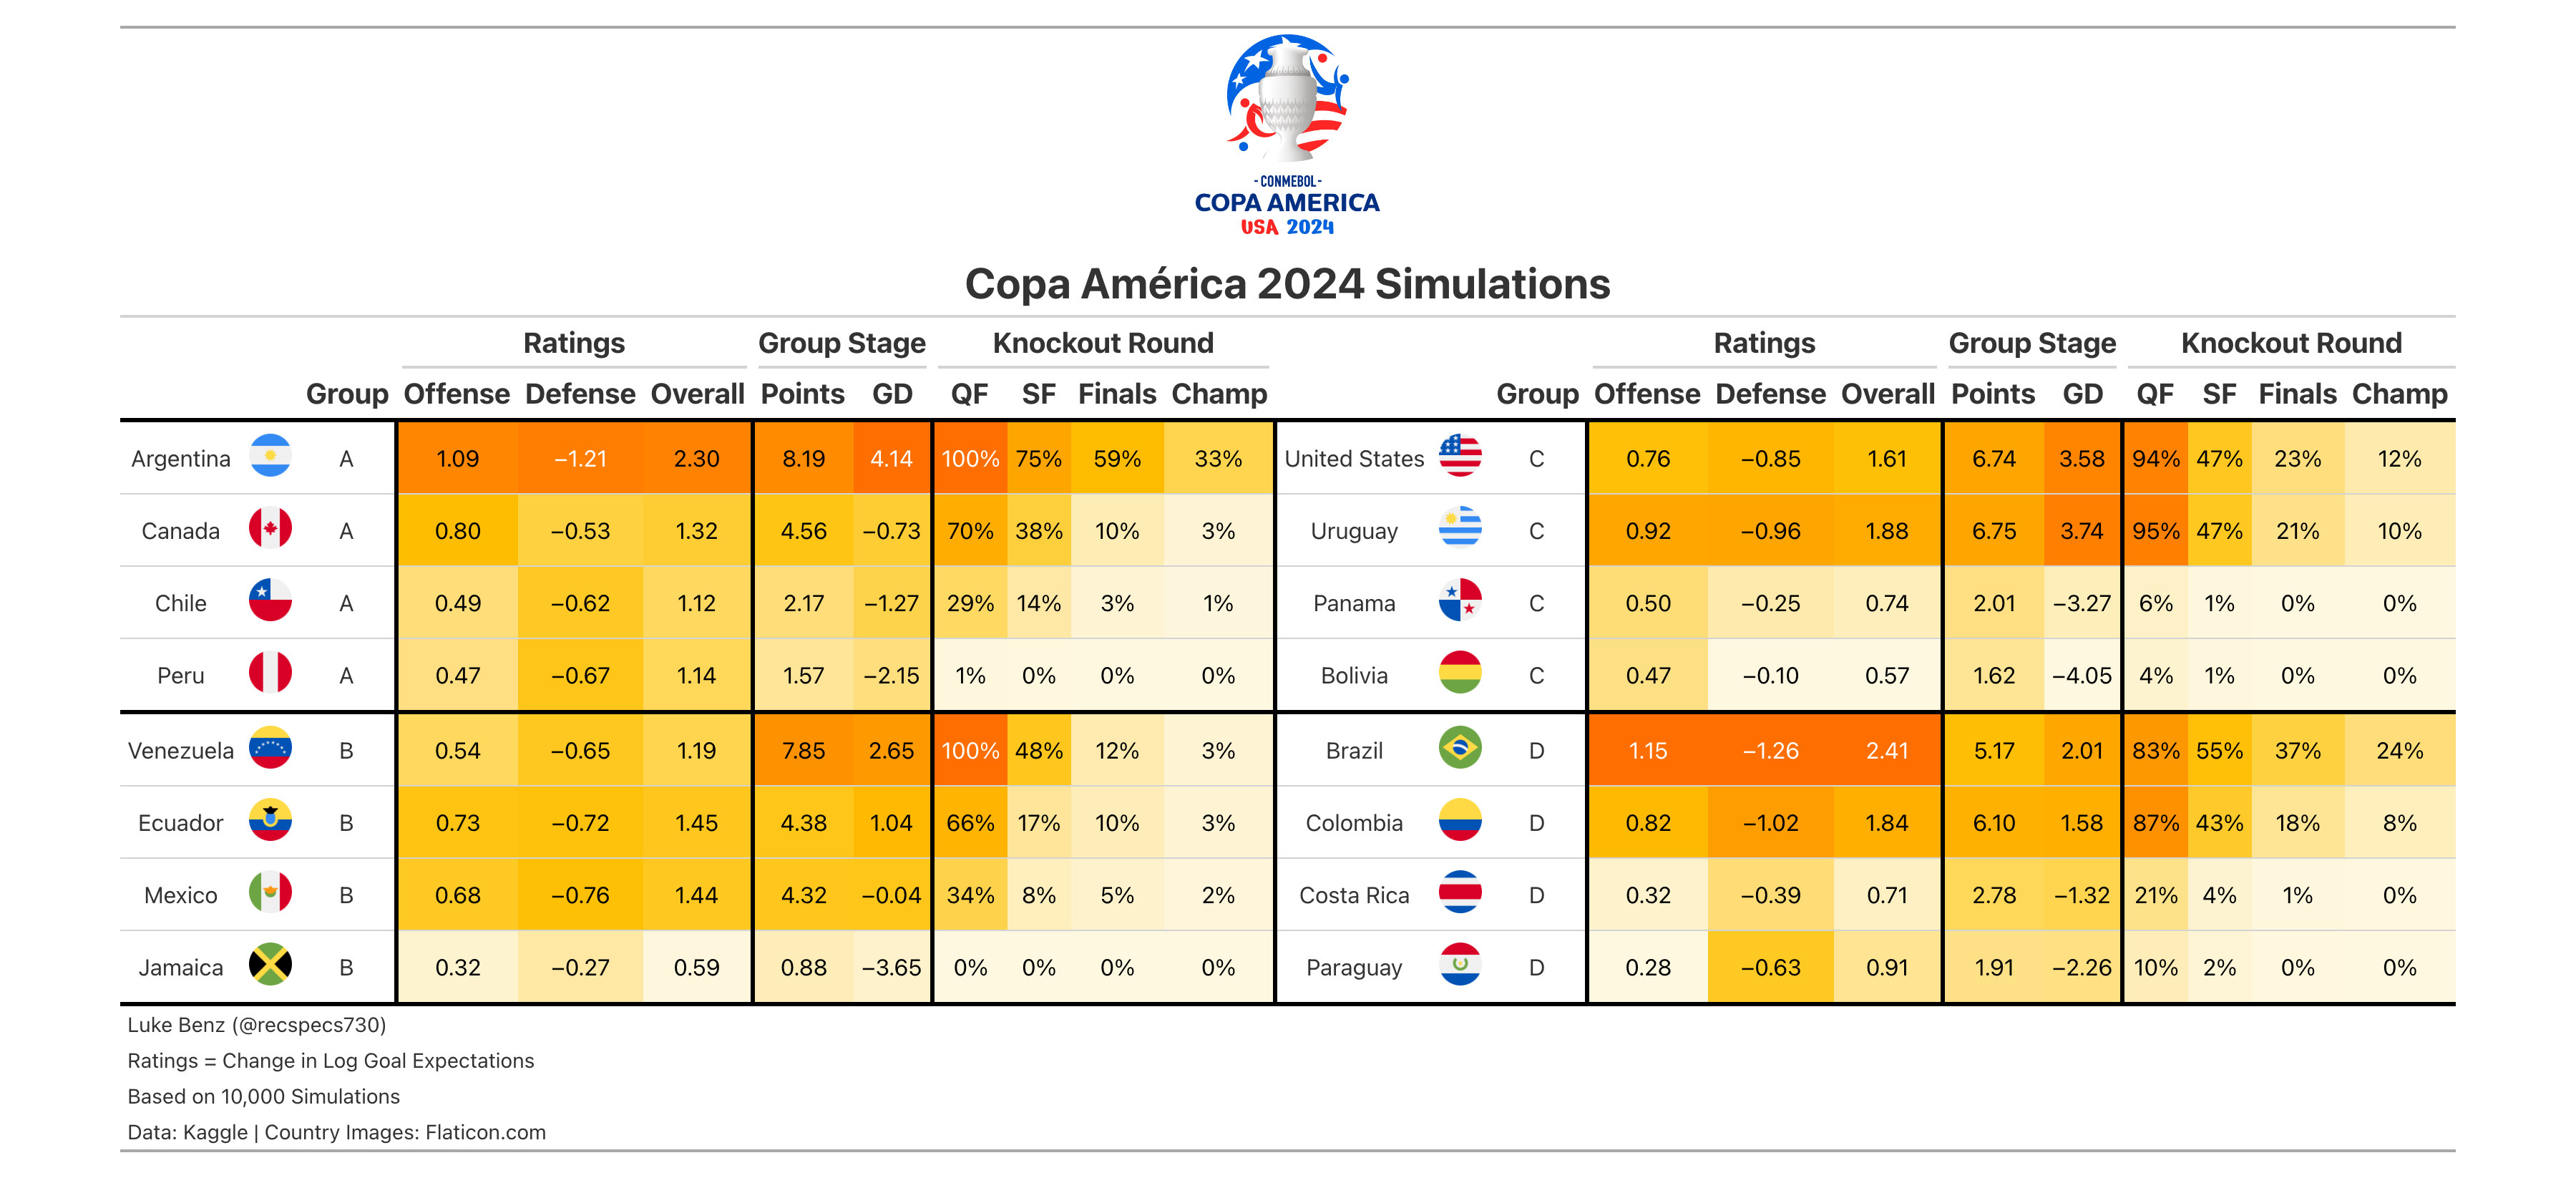 - CONMEBOL -
COPA AMERICA
USA 2024
Copa América 2024 Simulations
Ratings Group Stage Knockout Round Ratings Group Stage Knockout Round
Group Offense Defense Overall Points GD QF SF Finals Champ Group Offense Defense Overall Points GD QF SF Finals Champ
Argentina A 1.09 −1.21 2.30 8.19 4.14 100% 75% 59% 33% United States C 0.76 −0.85 1.61 6.74 3.58 94% 47% 23% 12%
Canada A 0.80 −0.53 1.32 4.56 −0.73 70% 38% 10% 3% Uruguay C 0.92 −0.96 1.88 6.75 3.74 95% 47% 21% 10%
Chile A 0.49 −0.62 1.12 2.17 −1.27 29% 14% 3% 1% Panama C 0.50 −0.25 0.74 2.01 −3.27 6% 1% 0% 0%
Peru A 0.47 −0.67 1.14 1.57 −2.15 1% 0% 0% 0% Bolivia C 0.47 −0.10 0.57 1.62 −4.05 4% 1% 0% 0%
Venezuela B 0.54 −0.65 1.19 7.85 2.65 100% 48% 12% 3% Brazil D 1.15 −1.26 2.41 5.17 2.01 83% 55% 37% 24%
Ecuador B 0.73 −0.72 1.45 4.38 1.04 66% 17% 10% 3% Colombia D 0.82 −1.02 1.84 6.10 1.58 87% 43% 18% 8%
Mexico B 0.68 −0.76 1.44 4.32 −0.04 34% 8% 5% 2% Costa Rica D 0.32 −0.39 0.71 2.78 −1.32 21% 4% 1% 0%
Jamaica B 0.32 −0.27 0.59 0.88 −3.65 0% 0% 0% 0% Paraguay D 0.28 −0.63 0.91 1.91 −2.26 10% 2% 0% 0%
Luke Benz (@recspecs730)
Ratings = Change in Log Goal Expectations
Based on 10,000 Simulations
Data: Kaggle | Country Images: Flaticon.com